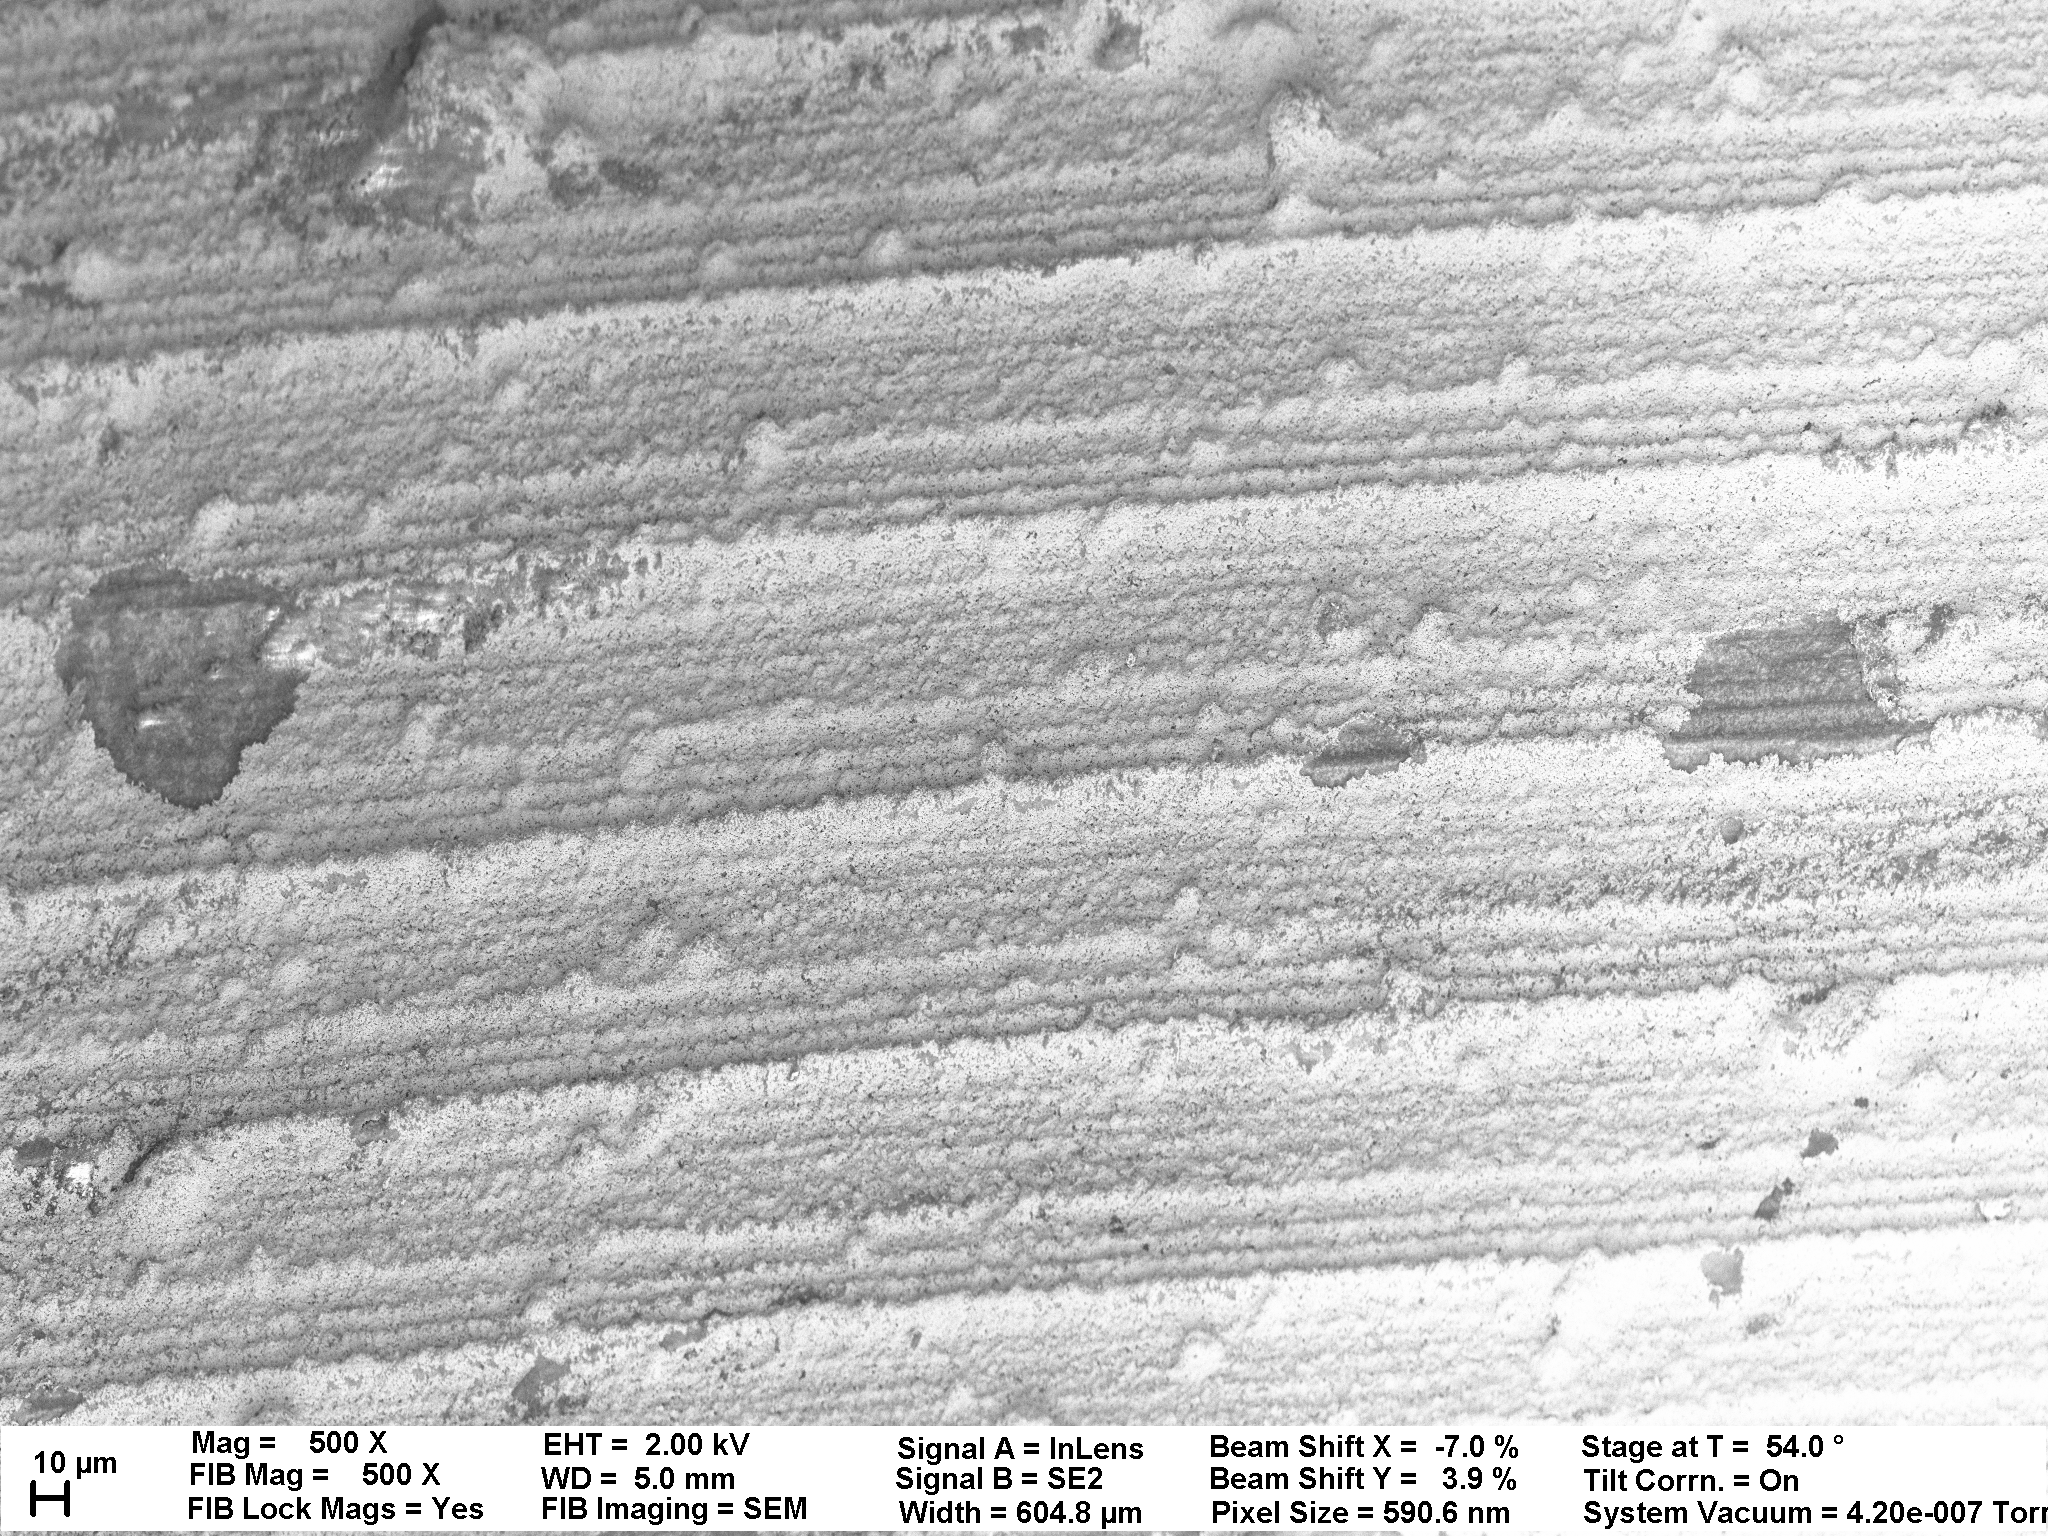 10 µm
Mag = 500 X
FIB Mag = 500 X
FIB Lock Mags = Yes
EHT = 2.00 kV
WD = 5.0 mm
FIB Imaging = SEM
Signal A = InLens
Signal B = SE2
Width = 604.8 µm
Beam Shift X = -7.0 %
Beam Shift Y = 3.9 %
Pixel Size = 590.6 nm
Stage at T = 54.0 °
Tilt Corrn. = On
System Vacuum = 4.20e-007 Torr